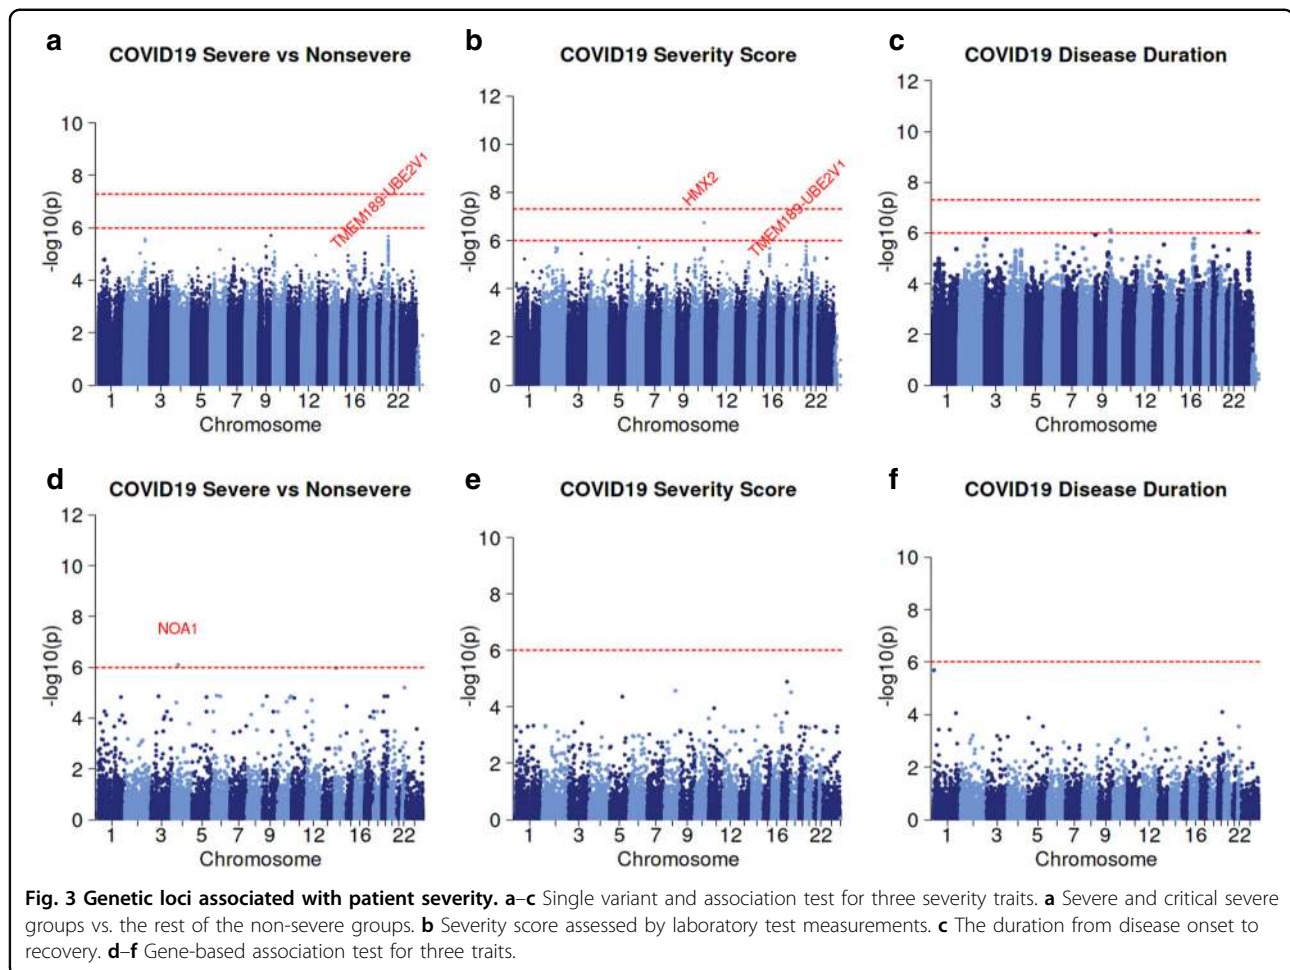 a
COVID19 Severe vs Nonsevere
10
8
6
4
2
0
-log10(p)
TMEM189-UBE2V1
1 3 5 7 9 12 16 22
Chromosome
b
COVID19 Severity Score
12
10
8
6
4
2
0
-log10(p)
HMX2
TMEM189-UBE2V1
1 3 5 7 9 12 16 22
Chromosome
c
COVID19 Disease Duration
12
10
8
6
4
2
0
-log10(p)
1 3 5 7 9 12 16 22
Chromosome
d
COVID19 Severe vs Nonsevere
12
10
8
6
4
2
0
-log10(p)
NOA1
1 3 5 7 9 12 16 22
Chromosome
e
COVID19 Severity Score
10
8
6
4
2
0
-log10(p)
1 3 5 7 9 12 16 22
Chromosome
f
COVID19 Disease Duration
10
8
6
4
2
0
-log10(p)
1 3 5 7 9 12 16 22
Chromosome
Fig. 3 Genetic loci associated with patient severity. a–c Single variant and association test for three severity traits. a Severe and critical severe
groups vs. the rest of the non-severe groups. b Severity score assessed by laboratory test measurements. c The duration from disease onset to
recovery. d–f Gene-based association test for three traits.